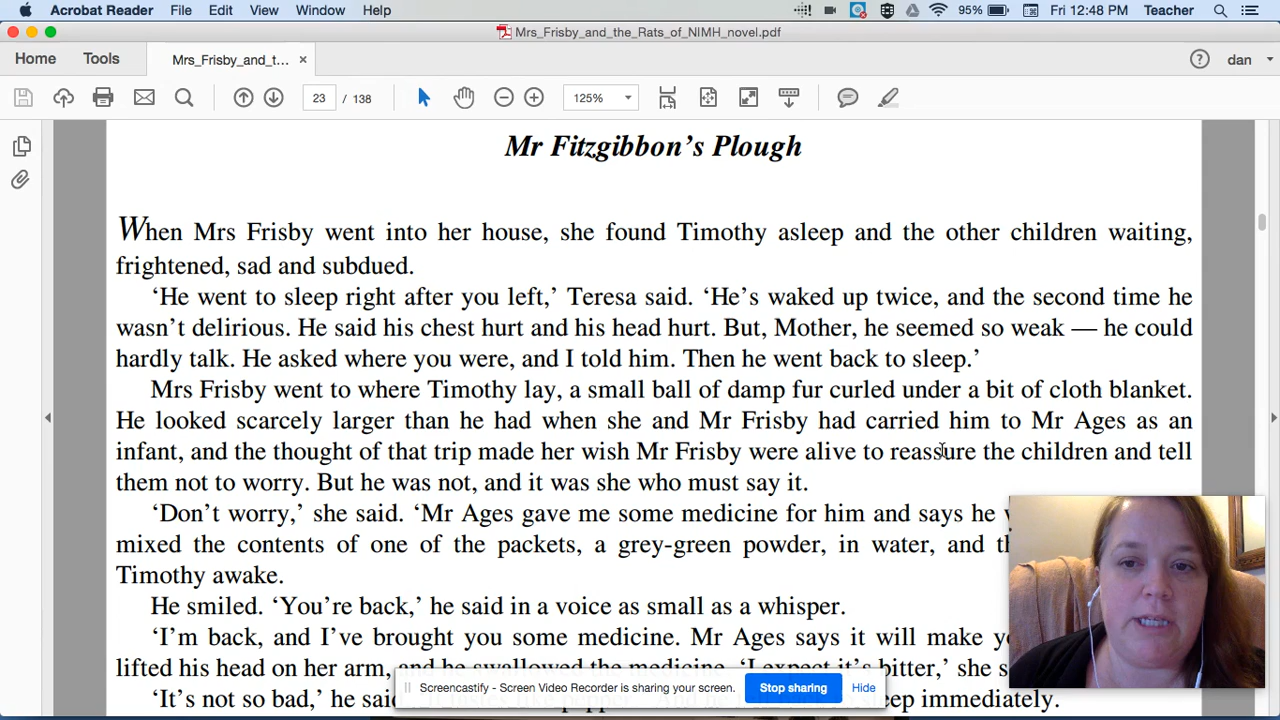 Acrobat Reader File Edit View Window Help 95% Fri 12:48 PM Teacher
Mrs_Frisby_and_the_Rats_of_NIMH_novel.pdf
Home Tools Mrs_Frisby_and_t... × dan
23 / 138 125%
Mr Fitzgibbon’s Plough
When Mrs Frisby went into her house, she found Timothy asleep and the other children waiting,
frightened, sad and subdued.
‘He went to sleep right after you left,’ Teresa said. ‘He’s waked up twice, and the second time he
wasn’t delirious. He said his chest hurt and his head hurt. But, Mother, he seemed so weak — he could
hardly talk. He asked where you were, and I told him. Then he went back to sleep.’
Mrs Frisby went to where Timothy lay, a small ball of damp fur curled under a bit of cloth blanket.
He looked scarcely larger than he had when she and Mr Frisby had carried him to Mr Ages as an
infant, and the thought of that trip made her wish Mr Frisby were alive to reassure the children and tell
them not to worry. But he was not, and it was she who must say it.
‘Don’t worry,’ she said. ‘Mr Ages gave me some medicine for him and says he
mixed the contents of one of the packets, a grey-green powder, in water, and
Timothy awake.
He smiled. ‘You’re back,’ he said in a voice as small as a whisper.
‘I’m back, and I’ve brought you some medicine. Mr Ages says it will make
lifted his head on her arm, and he swallowed the medicine. ‘I expect it’s bitter,’ she
‘It’s not so bad,’ he said immediately.
Screencastify - Screen Video Recorder is sharing your screen. Stop sharing Hide